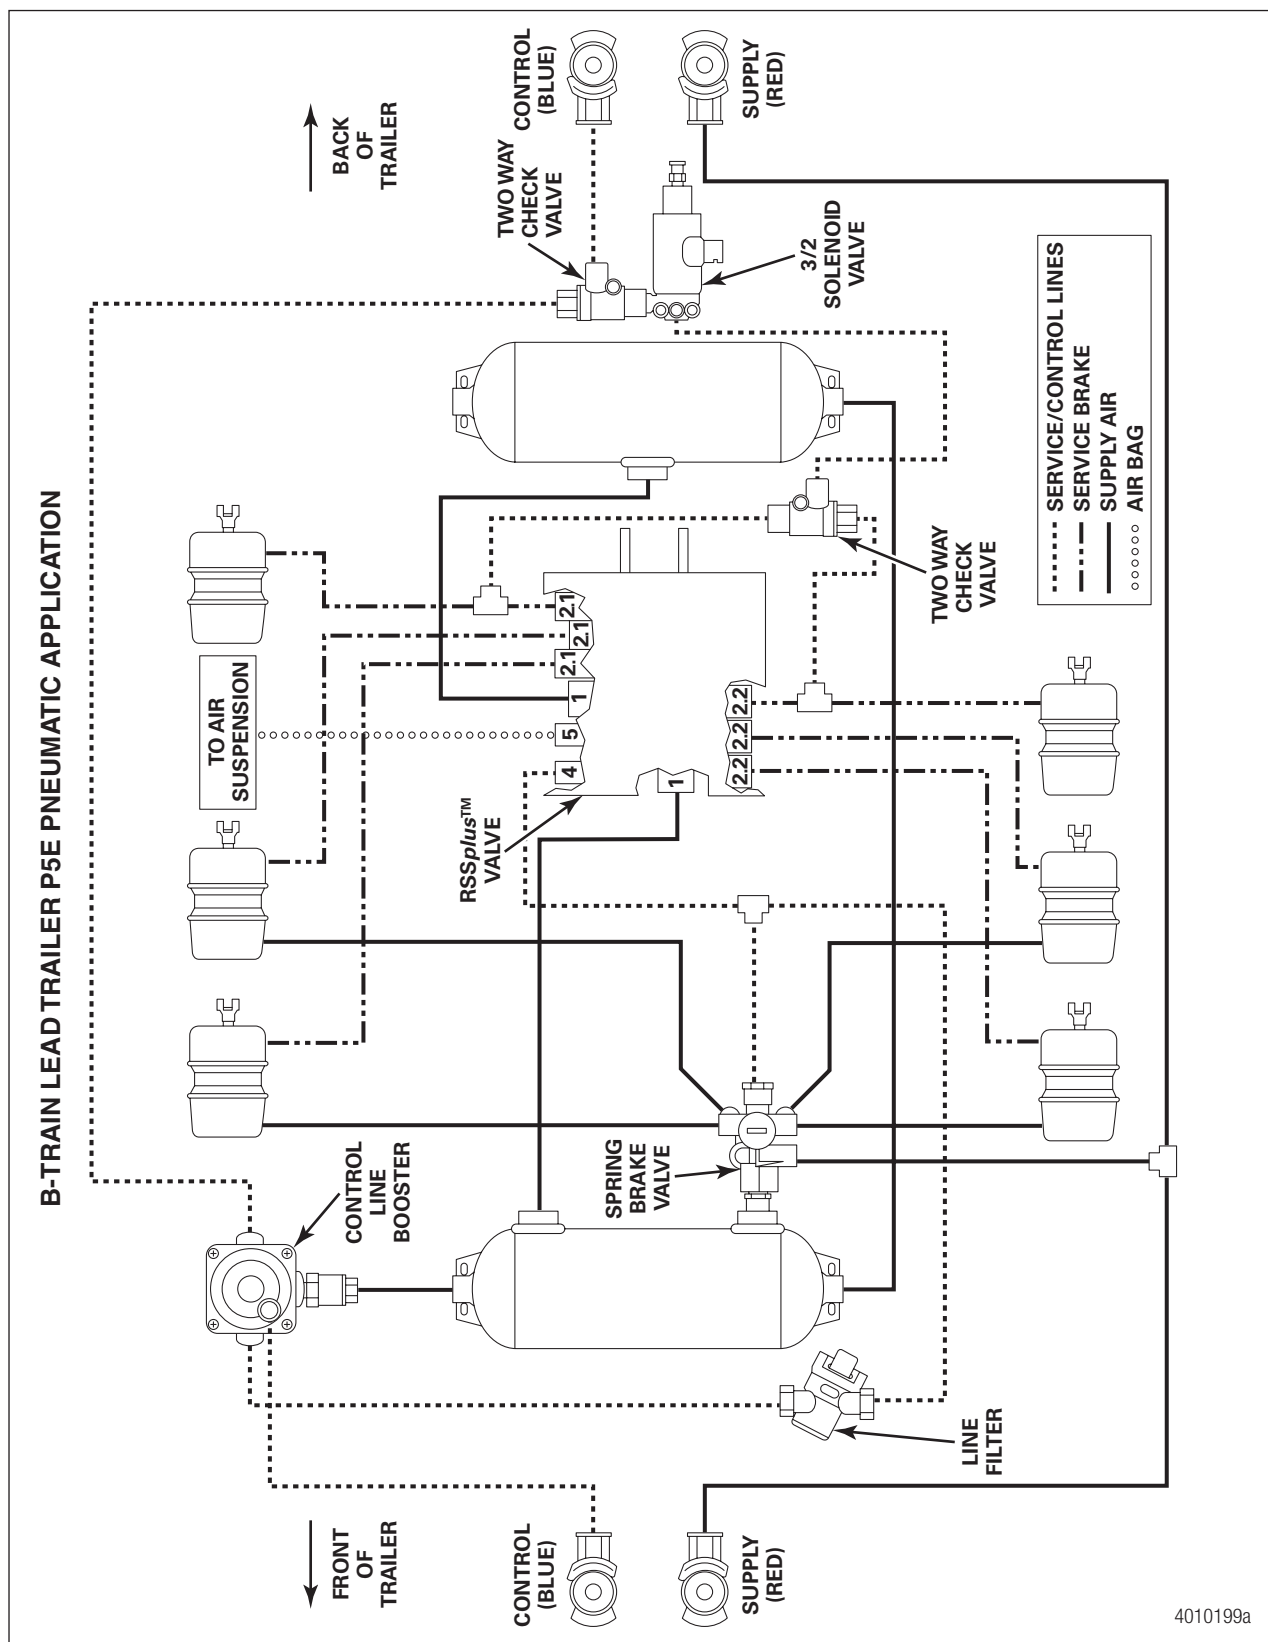 B-TRAIN LEAD TRAILER P5E PNEUMATIC APPLICATION
FRONT
OF
TRAILER
BACK
OF
TRAILER
CONTROL
LINE
BOOSTER
TO AIR
SUSPENSION
TWO WAY
CHECK
VALVE
CONTROL
(BLUE)
CONTROL
(BLUE)
RSSplus™
VALVE
4
5
1
2.1
2.1
2.1
1
2.2
2.2
2.2
SPRING
BRAKE
VALVE
SUPPLY
(RED)
SUPPLY
(RED)
3/2
SOLENOID
VALVE
LINE
FILTER
TWO WAY
CHECK
VALVE
SERVICE/CONTROL LINES
SERVICE BRAKE
SUPPLY AIR
AIR BAG
4010199a